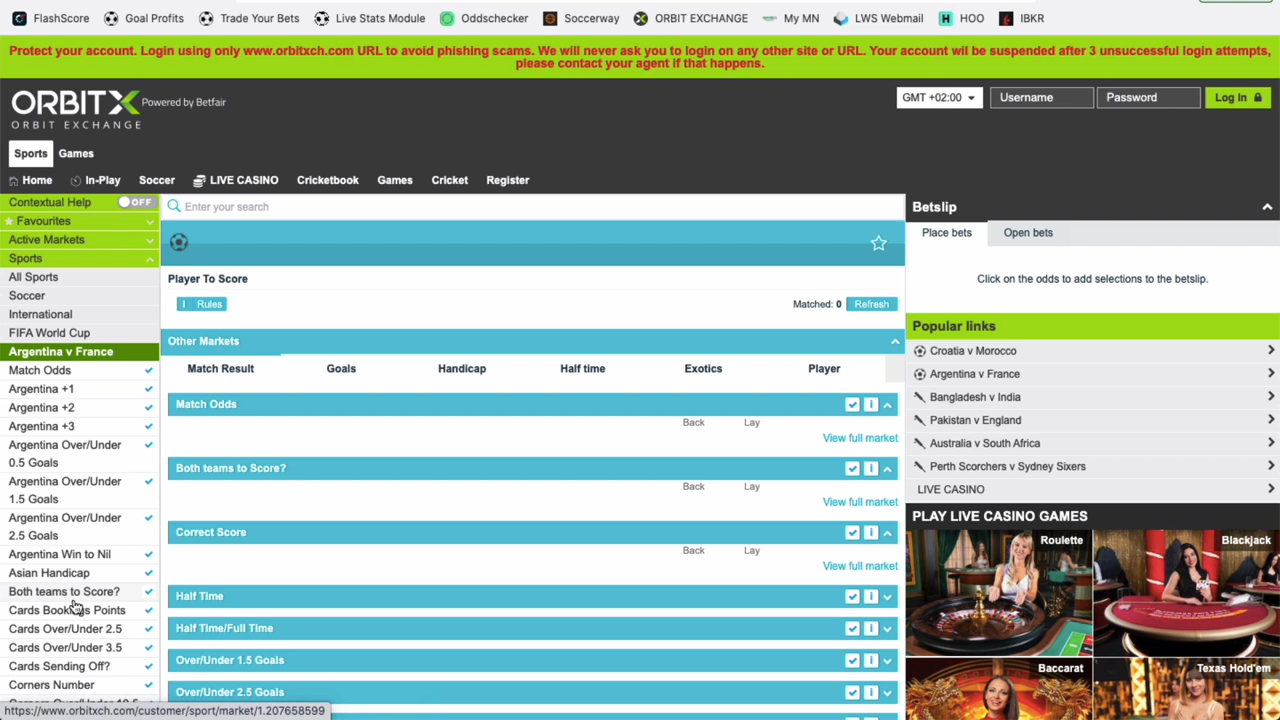 FlashScore Goal Profits Trade Your Bets Live Stats Module Oddschecker Soccerway ORBIT EXCHANGE My MN LWS Webmail HOO IBKR
Protect your account. Login using only www.orbitxch.com URL to avoid phishing scams. We will never ask you to login on any other site or URL. Your account wil be suspended after 3 unsuccessful login attempts,
please contact your agent if that happens.
ORBITX Powered by Betfair
ORBIT EXCHANGE
GMT +02:00 Username Password Log In
Sports Games
Home In-Play Soccer LIVE CASINO Cricketbook Games Cricket Register
Contextual Help OFF
Favourites
Active Markets
Sports
All Sports
Soccer
International
FIFA World Cup
Argentina v France
Match Odds
Argentina +1
Argentina +2
Argentina +3
Argentina Over/Under
0.5 Goals
Argentina Over/Under
1.5 Goals
Argentina Over/Under
2.5 Goals
Argentina Win to Nil
Asian Handicap
Both teams to Score?
Cards Points
Cards Over/Under 2.5
Cards Over/Under 3.5
Cards Sending Off?
Corners Number
https://www.orbitxch.com/customer/sport/market/1.207658599
Enter your search
Player To Score
Rules
Matched: 0 Refresh
Other Markets
Match Result Goals Handicap Half time Exotics Player
Match Odds
Back Lay
View full market
Both teams to Score?
Back Lay
View full market
Correct Score
Back Lay
View full market
Half Time
Half Time/Full Time
Over/Under 1.5 Goals
Over/Under 2.5 Goals
Betslip
Place bets Open bets
Click on the odds to add selections to the betslip.
Popular links
Croatia v Morocco
Argentina v France
Bangladesh v India
Pakistan v England
Australia v South Africa
Perth Scorchers v Sydney Sixers
LIVE CASINO
PLAY LIVE CASINO GAMES
Roulette
Blackjack
Baccarat
Texas Hold'em